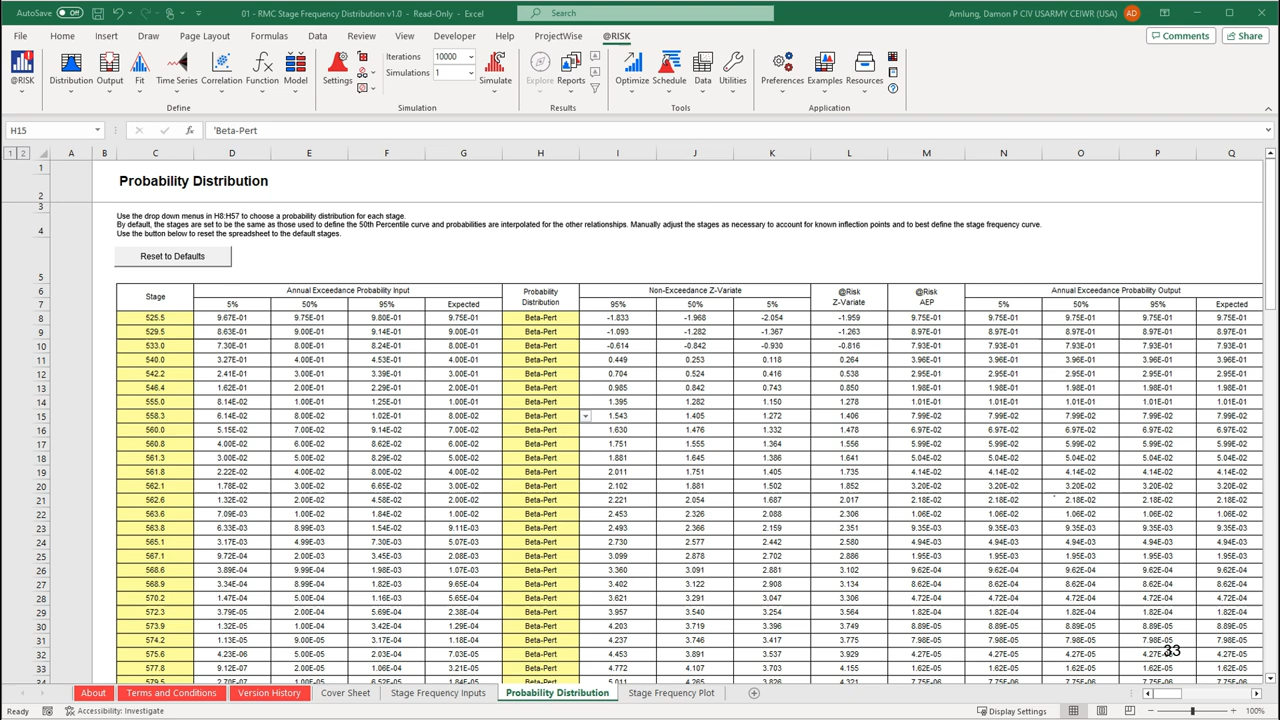 AutoSave Off 01 - RMC Stage Frequency Distribution v1.0 - Read-Only - Excel Search Amlung, Damon P CIV USARMY CEIWR (USA) AD
File Home Insert Draw Page Layout Formulas Data Review View Developer Help ProjectWise @RISK Comments Share
Iterations 10000
Simulations 1
@RISK Distribution Output Fit Time Series Correlation Function Model Settings Simulate Explore Reports Optimize Schedule Data Utilities Preferences Examples Resources
Define Simulation Results Tools Application
H15 fx 'Beta-Pert
1 2 A B C D E F G H I J K L M N O P Q
1
2 Probability Distribution
3
Use the drop down menus in H8:H57 to choose a probability distribution for each stage.
4 By default, the stages are set to be the same as those used to define the 50th Percentile curve and probabilities are interpolated for the other relationships. Manually adjust the stages as necessary to account for known inflection points and to best define the stage frequency curve.
Use the button below to reset the spreadsheet to the default stages.
Reset to Defaults
5
6 Stage Annual Exceedance Probability Input Probability Distribution Non-Exceedance Z-Variate @Risk Z-Variate @Risk AEP Annual Exceedance Probability Output
7 5% 50% 95% Expected 95% 50% 5% 5% 50% 95% Expected
8 525.5 9.67E-01 9.75E-01 9.80E-01 9.75E-01 Beta-Pert -1.833 -1.968 -2.054 -1.959 9.75E-01 9.75E-01 9.75E-01 9.75E-01 9.75E-01
9 529.5 8.63E-01 9.00E-01 9.14E-01 9.00E-01 Beta-Pert -1.093 -1.282 -1.367 -1.263 8.97E-01 8.97E-01 8.97E-01 8.97E-01 8.97E-01
10 533.0 7.30E-01 8.00E-01 8.24E-01 8.00E-01 Beta-Pert -0.614 -0.842 -0.930 -0.816 7.93E-01 7.93E-01 7.93E-01 7.93E-01 7.93E-01
11 540.0 3.27E-01 4.00E-01 4.53E-01 4.00E-01 Beta-Pert 0.449 0.253 0.118 0.264 3.96E-01 3.96E-01 3.96E-01 3.96E-01 3.96E-01
12 542.2 2.41E-01 3.00E-01 3.39E-01 3.00E-01 Beta-Pert 0.704 0.524 0.416 0.538 2.95E-01 2.95E-01 2.95E-01 2.95E-01 2.95E-01
13 546.4 1.62E-01 2.00E-01 2.29E-01 2.00E-01 Beta-Pert 0.985 0.842 0.743 0.850 1.98E-01 1.98E-01 1.98E-01 1.98E-01 1.98E-01
14 555.0 8.14E-02 1.00E-01 1.25E-01 1.00E-01 Beta-Pert 1.395 1.282 1.150 1.278 1.01E-01 1.01E-01 1.01E-01 1.01E-01 1.01E-01
15 558.3 6.14E-02 8.00E-02 1.02E-01 8.00E-02 Beta-Pert 1.543 1.405 1.272 1.406 7.99E-02 7.99E-02 7.99E-02 7.99E-02 7.99E-02
16 560.0 5.15E-02 7.00E-02 9.14E-02 7.00E-02 Beta-Pert 1.630 1.476 1.332 1.478 6.97E-02 6.97E-02 6.97E-02 6.97E-02 6.97E-02
17 560.8 4.00E-02 6.00E-02 8.62E-02 6.00E-02 Beta-Pert 1.751 1.555 1.364 1.556 5.99E-02 5.99E-02 5.99E-02 5.99E-02 5.99E-02
18 561.3 3.00E-02 5.00E-02 8.29E-02 5.00E-02 Beta-Pert 1.881 1.645 1.386 1.641 5.04E-02 5.04E-02 5.04E-02 5.04E-02 5.04E-02
19 561.8 2.22E-02 4.00E-02 8.00E-02 4.00E-02 Beta-Pert 2.011 1.751 1.405 1.735 4.14E-02 4.14E-02 4.14E-02 4.14E-02 4.14E-02
20 562.1 1.78E-02 3.00E-02 6.65E-02 3.00E-02 Beta-Pert 2.102 1.881 1.502 1.852 3.20E-02 3.20E-02 3.20E-02 3.20E-02 3.20E-02
21 562.6 1.32E-02 2.00E-02 4.58E-02 2.00E-02 Beta-Pert 2.221 2.054 1.687 2.017 2.18E-02 2.18E-02 2.18E-02 2.18E-02 2.18E-02
22 563.6 7.09E-03 1.00E-02 1.84E-02 1.00E-02 Beta-Pert 2.453 2.326 2.088 2.306 1.06E-02 1.06E-02 1.06E-02 1.06E-02 1.06E-02
23 563.8 6.33E-03 8.99E-03 1.54E-02 9.11E-03 Beta-Pert 2.493 2.366 2.159 2.351 9.35E-03 9.35E-03 9.35E-03 9.35E-03 9.35E-03
24 565.1 3.17E-03 4.99E-03 7.30E-03 5.07E-03 Beta-Pert 2.730 2.577 2.442 2.580 4.94E-03 4.94E-03 4.94E-03 4.94E-03 4.94E-03
25 567.1 9.72E-04 2.00E-03 3.45E-03 2.08E-03 Beta-Pert 3.099 2.878 2.702 2.886 1.95E-03 1.95E-03 1.95E-03 1.95E-03 1.95E-03
26 568.6 3.89E-04 9.99E-04 1.98E-03 1.07E-03 Beta-Pert 3.360 3.091 2.881 3.102 9.62E-04 9.62E-04 9.62E-04 9.62E-04 9.62E-04
27 568.9 3.34E-04 8.99E-04 1.82E-03 9.65E-04 Beta-Pert 3.402 3.122 2.908 3.134 8.62E-04 8.62E-04 8.62E-04 8.62E-04 8.62E-04
28 570.2 1.47E-04 5.00E-04 1.16E-03 5.65E-04 Beta-Pert 3.621 3.291 3.047 3.306 4.72E-04 4.72E-04 4.72E-04 4.72E-04 4.72E-04
29 572.3 3.79E-05 2.00E-04 5.69E-04 2.38E-04 Beta-Pert 3.957 3.540 3.254 3.564 1.82E-04 1.82E-04 1.82E-04 1.82E-04 1.82E-04
30 573.9 1.32E-05 1.00E-04 3.42E-04 1.29E-04 Beta-Pert 4.203 3.719 3.396 3.749 8.89E-05 8.89E-05 8.89E-05 8.89E-05 8.89E-05
31 574.2 1.13E-05 9.00E-05 3.17E-04 1.18E-04 Beta-Pert 4.237 3.746 3.417 3.775 7.98E-05 7.98E-05 7.98E-05 7.98E-05 7.98E-05
32 575.6 4.23E-06 5.00E-05 2.03E-04 7.03E-05 Beta-Pert 4.453 3.891 3.537 3.919 4.27E-05 4.27E-05 4.27E-05 4.27E-05 4.27E-05
33
33 577.8 9.12E-07 2.00E-05 1.06E-04 3.21E-05 Beta-Pert 4.772 4.107 3.703 4.155 1.62E-05 1.62E-05 1.62E-05 1.62E-05 1.62E-05
About Terms and Conditions Version History Cover Sheet Stage Frequency Inputs Probability Distribution Stage Frequency Plot
Ready Accessibility: Investigate Display Settings 100%